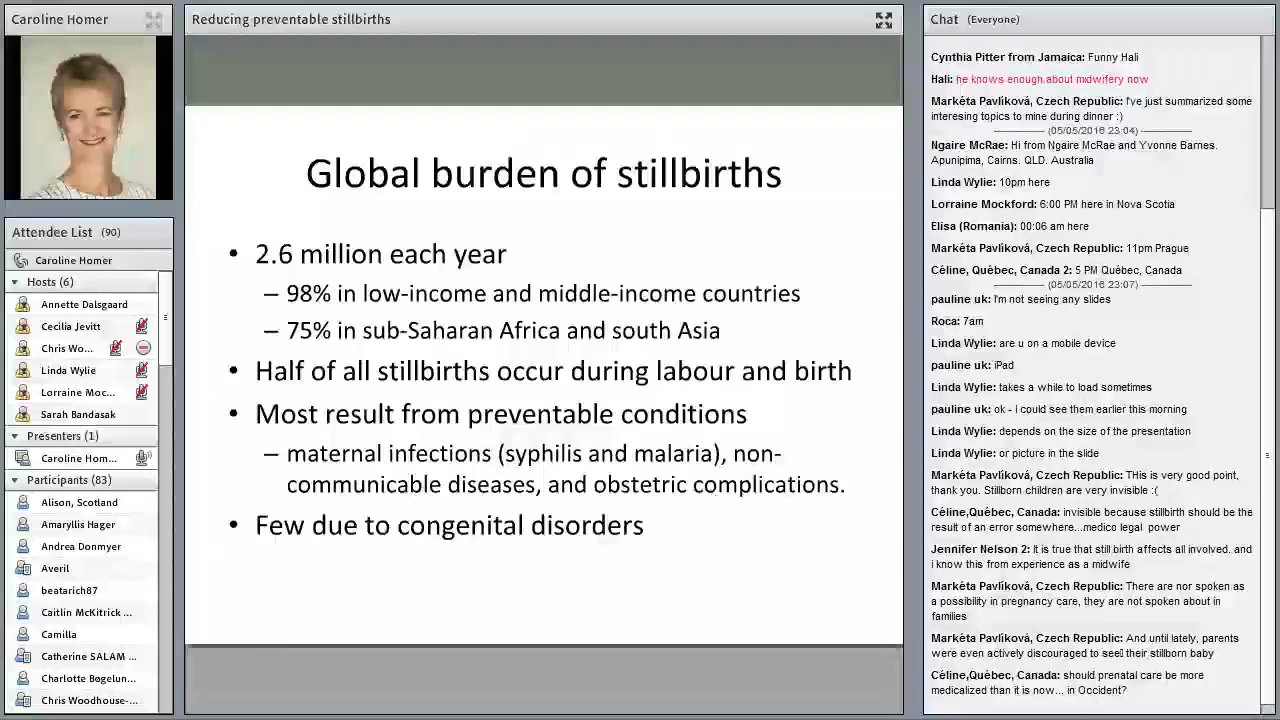 Caroline Homer
Attendee List (90)
Caroline Homer
Hosts (6)
Annette Dalsgaard
Cecilia Jevitt
Chris Wo...
Linda Wylie
Lorraine Moc...
Sarah Bandasak
Presenters (1)
Caroline Hom...
Participants (83)
Alison, Scotland
Amaryllis Hager
Andrea Donmyer
Averil
beatarich87
Caitlin McKitrick ...
Camilla
Catherine SALAM ...
Charlotte Bøgelun...
Chris Woodhouse-...
Reducing preventable stillbirths
Global burden of stillbirths
• 2.6 million each year
– 98% in low-income and middle-income countries
– 75% in sub-Saharan Africa and south Asia
• Half of all stillbirths occur during labour and birth
• Most result from preventable conditions
– maternal infections (syphilis and malaria), non-
communicable diseases, and obstetric complications.
• Few due to congenital disorders
Chat (Everyone)
Cynthia Pitter from Jamaica: Funny Hali
Hali: he knows enough about midwifery now
Markéta Pavlíková, Czech Republic: I've just summarized some
interesing topics to mine during dinner :)
(05/05/2016 23:04)
Ngaire McRae: Hi from Ngaire McRae and Yvonne Barnes.
Apunipima, Cairns. QLD. Australia
Linda Wylie: 10pm here
Lorraine Mockford: 6:00 PM here in Nova Scotia
Elisa (Romania): 00:06 am here
Markéta Pavlíková, Czech Republic: 11pm Prague
Céline, Québec, Canada 2: 5 PM Québec, Canada
(05/05/2016 23:07)
pauline uk: I'm not seeing any slides
Roca: 7am
Linda Wylie: are u on a mobile device
pauline uk: iPad
Linda Wylie: takes a while to load sometimes
pauline uk: ok - I could see them earlier this morning
Linda Wylie: depends on the size of the presentation
Linda Wylie: or picture in the slide
Markéta Pavlíková, Czech Republic: THis is very good point,
thank you. Stillborn children are very invisible :(
Céline,Québec, Canada: invisible because stillbirth should be the
result of an error somewhere...medico legal power
Jennifer Nelson 2: It is true that still birth affects all involved. and
i know this from experience as a midwife
Markéta Pavlíková, Czech Republic: There are nor spoken as
a possibility in pregnancy care, they are not spoken about in
families
Markéta Pavlíková, Czech Republic: And until lately, parents
were even actively discouraged to see their stillborn baby
Céline,Québec, Canada: should prenatal care be more
medicalized than it is now... in Occident?